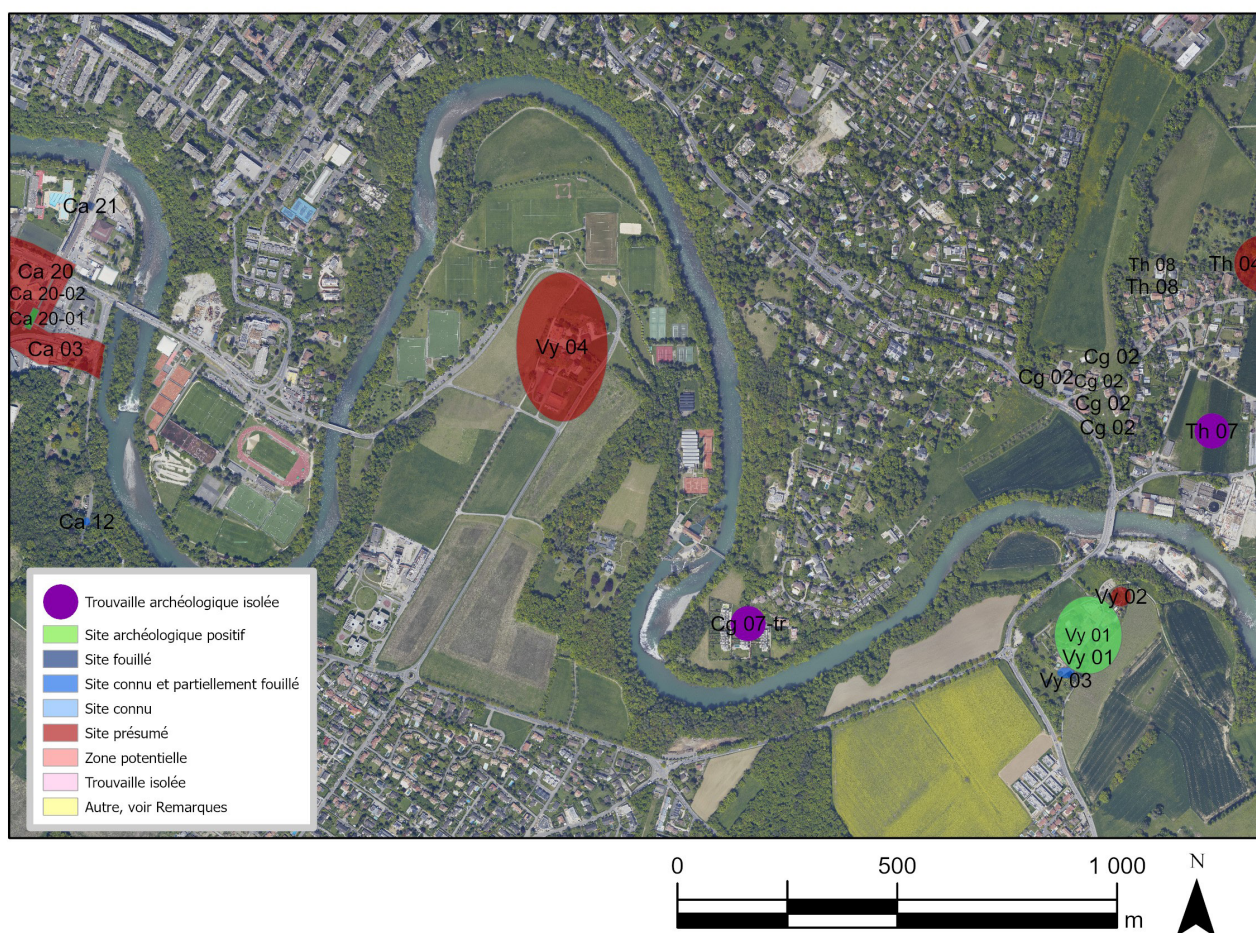 Ca 21
Ca 20
Ca 20-02
Ca 20-01
Ca 03
Vy 04
Th 08
Th 08
Th 04
Cg 02
Cg 02
Cg 02
Cg 02
Cg 02
Th 07
Ca 12
Cg 07-tr
Vy 02
Vy 01
Vy 01
Vy 03
Trouvaille archéologique isolée
Site archéologique positif
Site fouillé
Site connu et partiellement fouillé
Site connu
Site présumé
Zone potentielle
Trouvaille isolée
Autre, voir Remarques
0 500 1 000
m
N